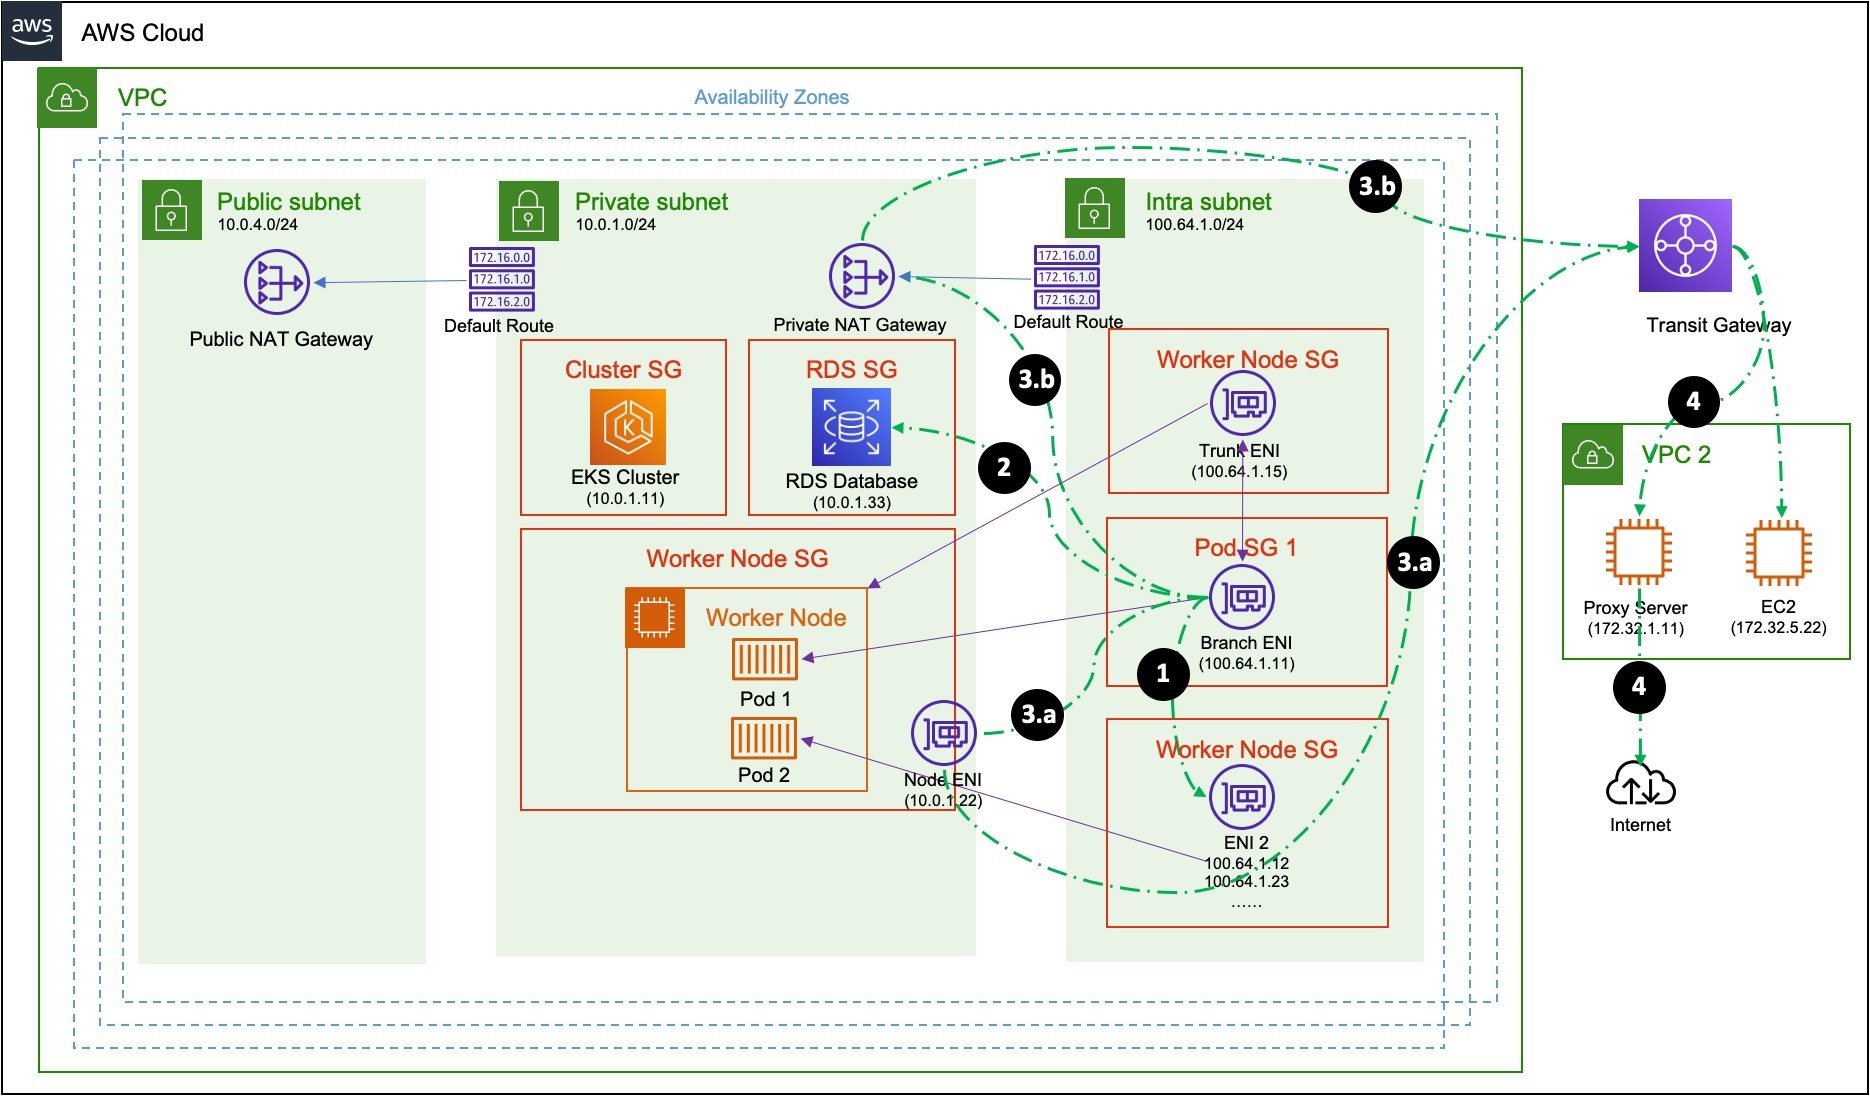 aws
AWS Cloud
VPC
Availability Zones
Public subnet
10.0.4.0/24
Public NAT Gateway
172.16.0.0
172.16.1.0
172.16.2.0
Default Route
Private subnet
10.0.1.0/24
Private NAT Gateway
172.16.0.0
172.16.1.0
172.16.2.0
Default Route
Intra subnet
100.64.1.0/24
Cluster SG
K
EKS Cluster
(10.0.1.11)
RDS SG
RDS Database
(10.0.1.33)
Worker Node SG
Worker Node
Pod 1
Pod 2
Node ENI
(10.0.1.22)
Worker Node SG
Trunk ENI
(100.64.1.15)
Pod SG 1
Branch ENI
(100.64.1.11)
Worker Node SG
ENI 2
100.64.1.12
100.64.1.23
......
3.b
3.b
2
1
3.a
3.a
Transit Gateway
4
VPC 2
Proxy Server
(172.32.1.11)
EC2
(172.32.5.22)
4
Internet